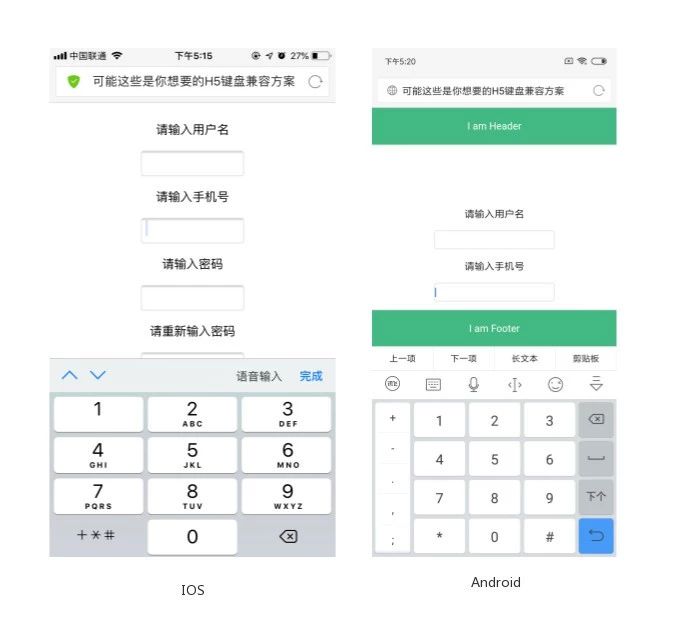 中国联通 下午5:15 27%
可能这些是你想要的H5键盘兼容方案
请输入用户名
请输入手机号
请输入密码
请重新输入密码
语音输入 完成
1 2 3
ABC DEF
4 5 6
GHI JKL MNO
7 8 9
PQRS TUV WXYZ
+*# 0
IOS
下午5:20
可能这些是你想要的H5键盘兼容方案
I am Header
请输入用户名
请输入手机号
I am Footer
上一项 下一项 长文本 剪贴板
+ 1 2 3
- 4 5 6
. 7 8 9 下个
,
; * 0 #
Android